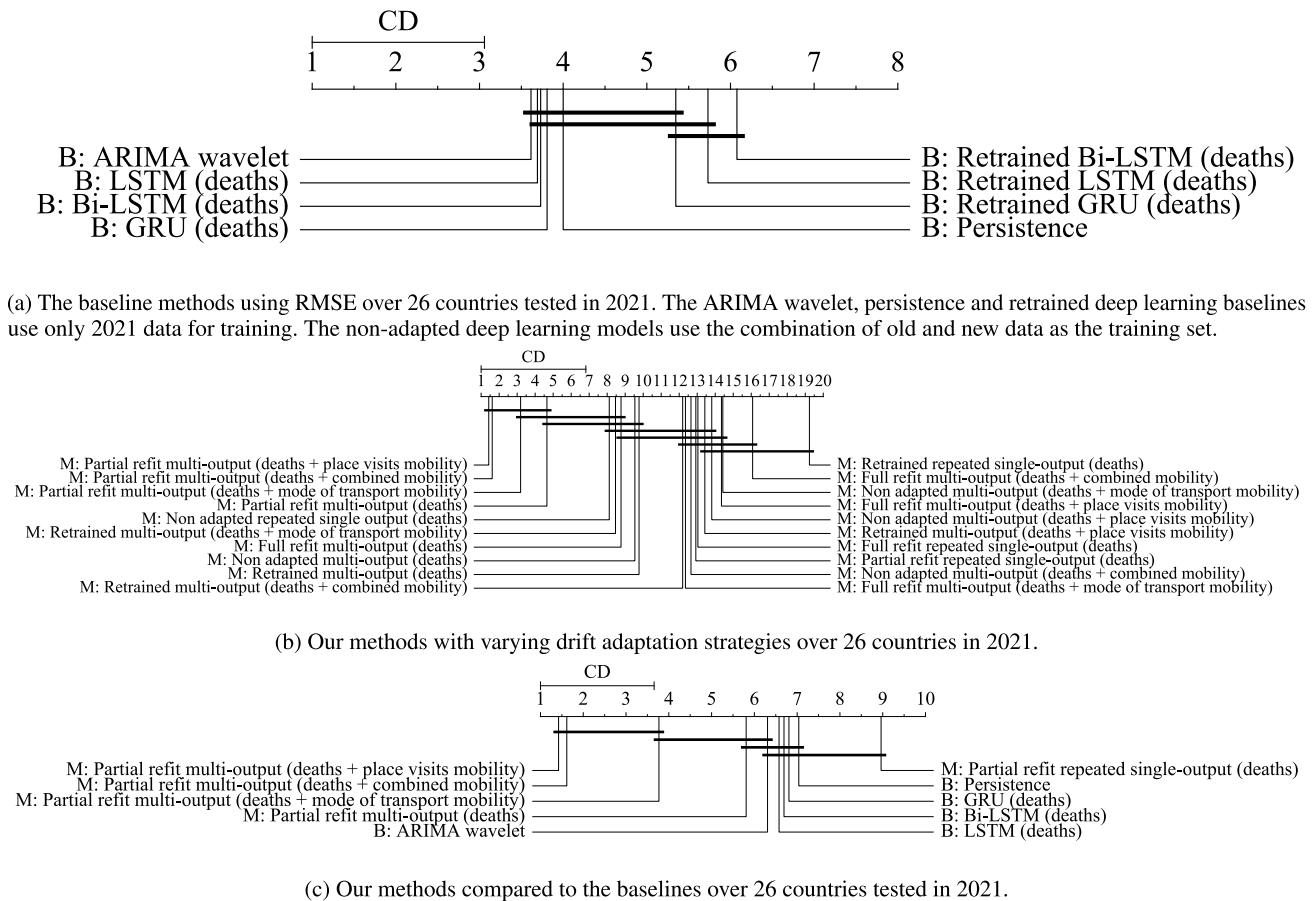 CD
1 2 3 4 5 6 7 8
B: ARIMA wavelet
B: LSTM (deaths)
B: Bi-LSTM (deaths)
B: GRU (deaths)
B: Retrained Bi-LSTM (deaths)
B: Retrained LSTM (deaths)
B: Retrained GRU (deaths)
B: Persistence
(a) The baseline methods using RMSE over 26 countries tested in 2021. The ARIMA wavelet, persistence and retrained deep learning baselines
use only 2021 data for training. The non-adapted deep learning models use the combination of old and new data as the training set.
CD
1 2 3 4 5 6 7 8 9 10 11 12 13 14 15 16 17 18 19 20
M: Partial refit multi-output (deaths + place visits mobility)
M: Partial refit multi-output (deaths + combined mobility)
M: Partial refit multi-output (deaths + mode of transport mobility)
M: Partial refit multi-output (deaths)
M: Non adapted repeated single output (deaths)
M: Retrained multi-output (deaths + mode of transport mobility)
M: Full refit multi-output (deaths)
M: Non adapted multi-output (deaths)
M: Retrained multi-output (deaths)
M: Retrained multi-output (deaths + combined mobility)
M: Retrained repeated single-output (deaths)
M: Full refit multi-output (deaths + combined mobility)
M: Non adapted multi-output (deaths + mode of transport mobility)
M: Full refit multi-output (deaths + place visits mobility)
M: Non adapted multi-output (deaths + place visits mobility)
M: Retrained multi-output (deaths + place visits mobility)
M: Full refit repeated single-output (deaths)
M: Partial refit repeated single-output (deaths)
M: Non adapted multi-output (deaths + combined mobility)
M: Full refit multi-output (deaths + mode of transport mobility)
(b) Our methods with varying drift adaptation strategies over 26 countries in 2021.
CD
1 2 3 4 5 6 7 8 9 10
M: Partial refit multi-output (deaths + place visits mobility)
M: Partial refit multi-output (deaths + combined mobility)
M: Partial refit multi-output (deaths + mode of transport mobility)
M: Partial refit multi-output (deaths)
B: ARIMA wavelet
M: Partial refit repeated single-output (deaths)
B: Persistence
B: GRU (deaths)
B: Bi-LSTM (deaths)
B: LSTM (deaths)
(c) Our methods compared to the baselines over 26 countries tested in 2021.